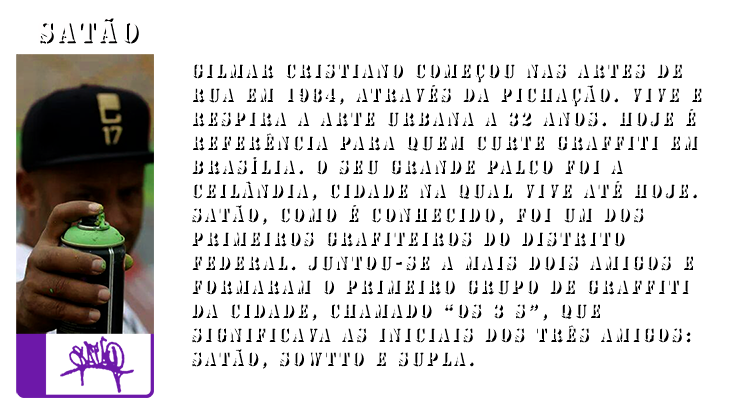 SATÃO
GILMAR CRISTIANO COMEÇOU NAS ARTES DE
RUA EM 1984, ATRAVÉS DA PICHAÇÃO. VIVE E
RESPIRA A ARTE URBANA A 32 ANOS. HOJE É
REFERÊNCIA PARA QUEM CURTE GRAFFITI EM
BRASÍLIA. O SEU GRANDE PALCO FOI A
CEILÂNDIA, CIDADE NA QUAL VIVE ATÉ HOJE.
SATÃO, COMO É CONHECIDO, FOI UM DOS
PRIMEIROS GRAFITEIROS DO DISTRITO
FEDERAL. JUNTOU-SE A MAIS DOIS AMIGOS E
FORMARAM O PRIMEIRO GRUPO DE GRAFFITI
DA CIDADE, CHAMADO “OS 3 S”, QUE
SIGNIFICAVA AS INICIAIS DOS TRÊS AMIGOS:
SATÃO, SOWTTO E SUPLA.
17
SATÃO